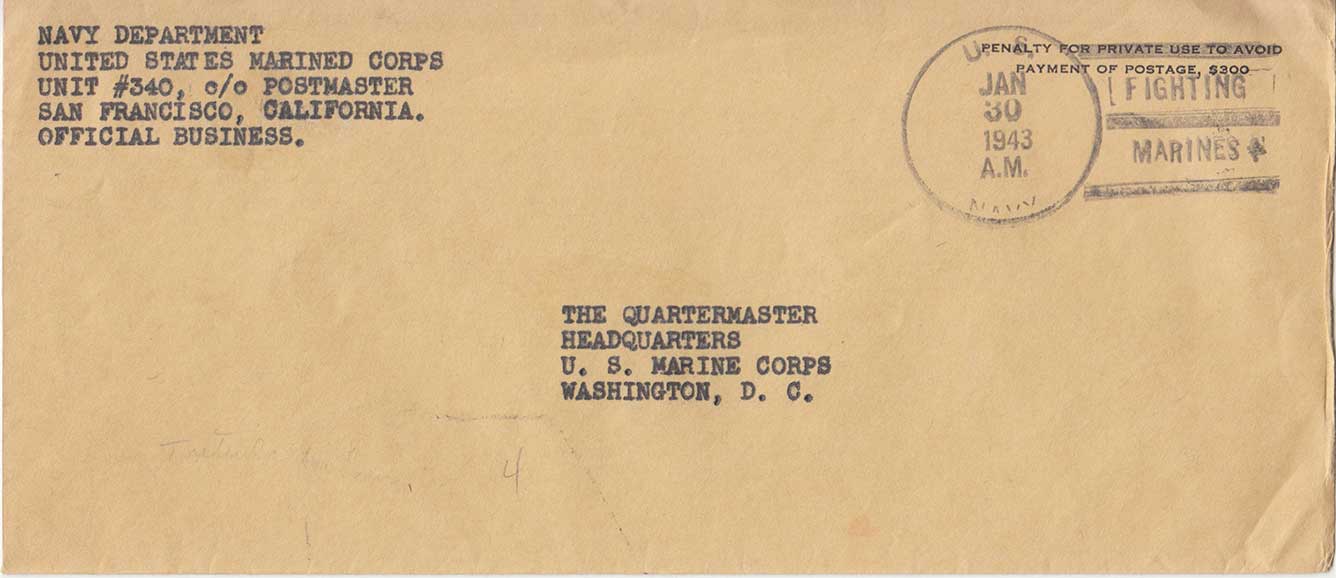 NAVY DEPARTMENT
UNITED STATES MARINED CORPS
UNIT #340, c/o POSTMASTER
SAN FRANCISCO, CALIFORNIA.
OFFICIAL BUSINESS.
PENALTY FOR PRIVATE USE TO AVOID
PAYMENT OF POSTAGE, $300
U. S.
JAN
30
1943
A.M.
NAVY
FIGHTING
MARINES
THE QUARTERMASTER
HEADQUARTERS
U. S. MARINE CORPS
WASHINGTON, D. C.
4